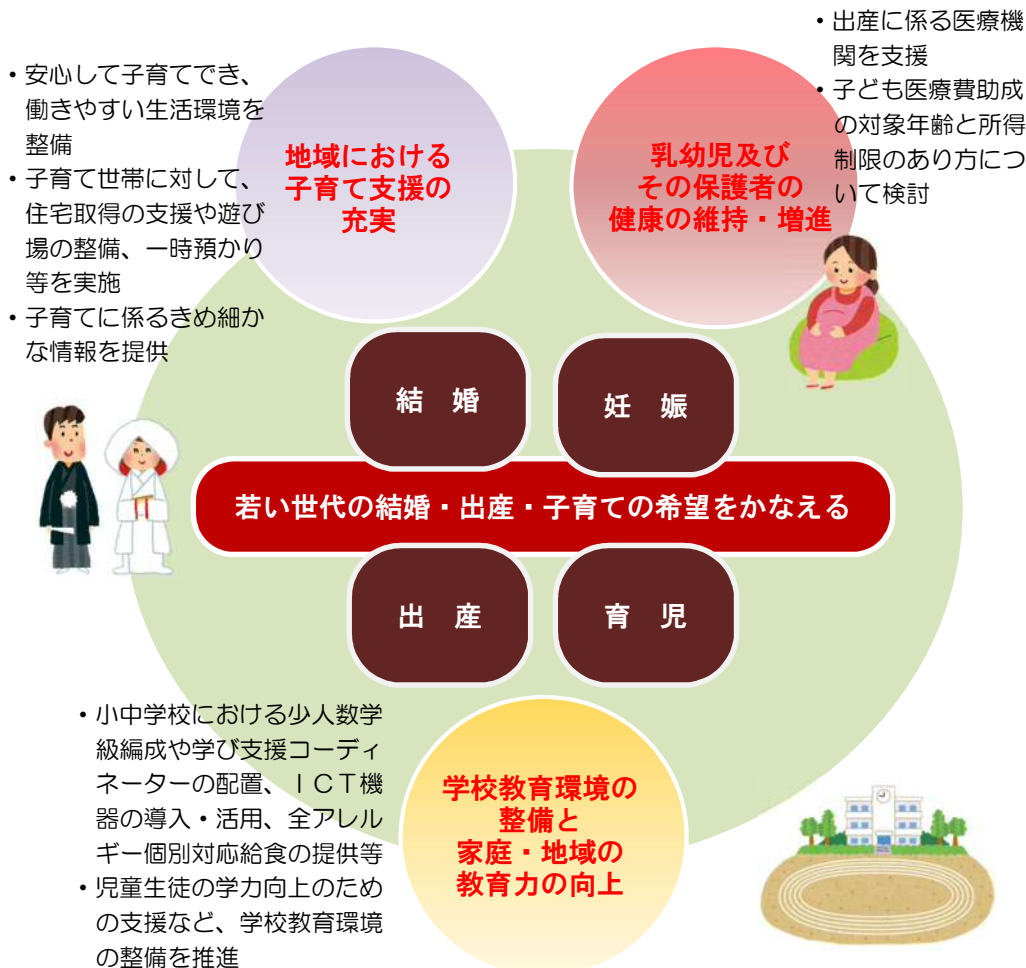 ・安心して子育てでき、
働きやすい生活環境を
整備
・子育て世帯に対して、
住宅取得の支援や遊び
場の整備、一時預かり
等を実施
・子育てに係るきめ細か
な情報を提供
地域における
子育て支援の
充実
乳幼児及び
その保護者の
健康の維持・増進
・出産に係る医療機
関を支援
・子ども医療費助成
の対象年齢と所得
制限のあり方につ
いて検討
結 婚
妊 娠
若い世代の結婚・出産・子育ての希望をかなえる
出 産
育 児
・小中学校における少人数学
級編成や学び支援コーディ
ネーターの配置、ＩＣＴ機
器の導入・活用、全アレル
ギー個別対応給食の提供等
・児童生徒の学力向上のため
の支援など、学校教育環境
の整備を推進
学校教育環境の
整備と
家庭・地域の
教育力の向上